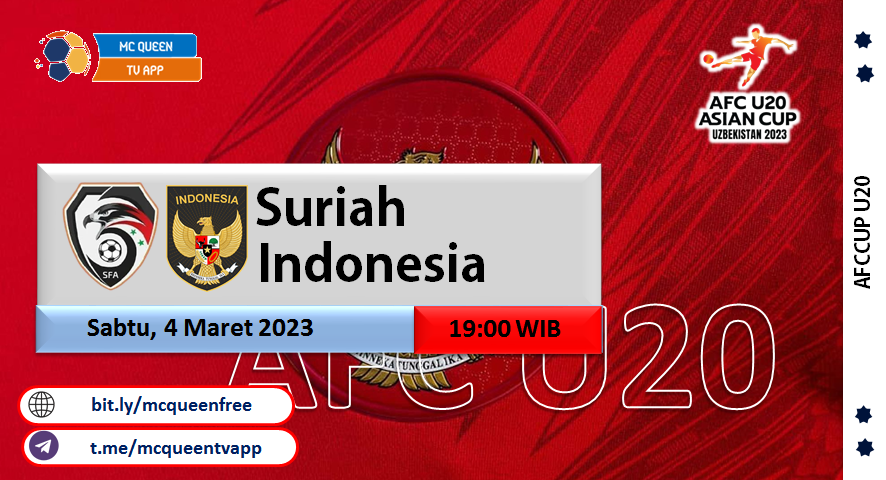 MC QUEEN
TV APP
AFC U20
ASIAN CUP
UZBEKISTAN 2023
SFA
INDONESIA
Suriah
Indonesia
Sabtu, 4 Maret 2023
19:00 WIB
AFC U20
bit.ly/mcqueenfree
t.me/mcqueentvapp
AFCCUP U20